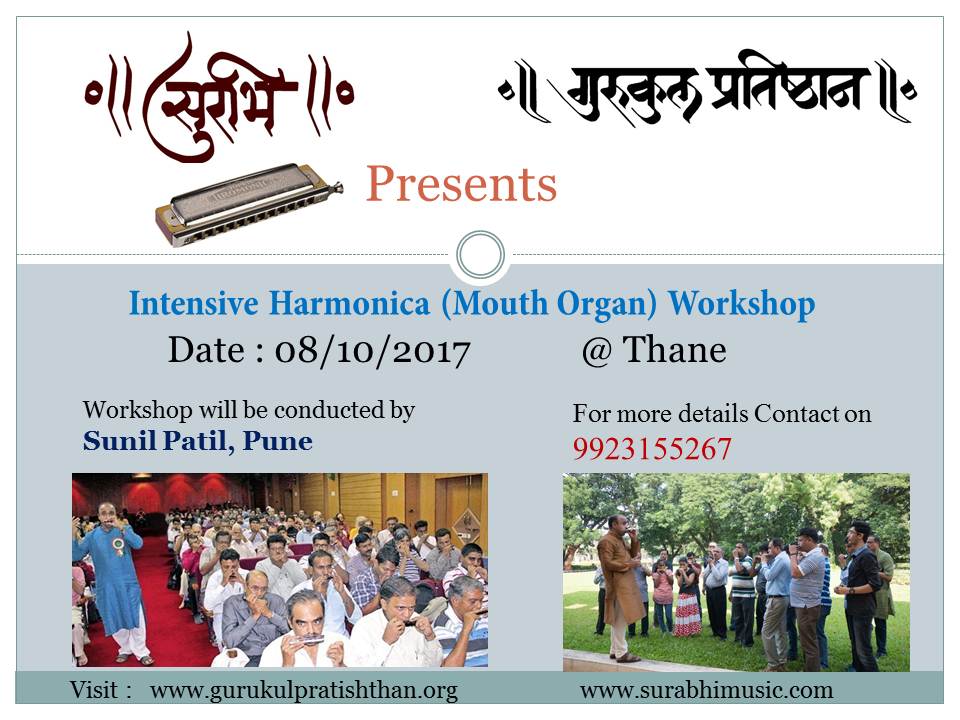 ॥ सुरभि ॥
॥ गुरुकुल प्रतिष्ठान ॥
Presents
Intensive Harmonica (Mouth Organ) Workshop
Date : 08/10/2017 @ Thane
Workshop will be conducted by
Sunil Patil, Pune
For more details Contact on
9923155267
Visit : www.gurukulpratishthan.org www.surabhimusic.com